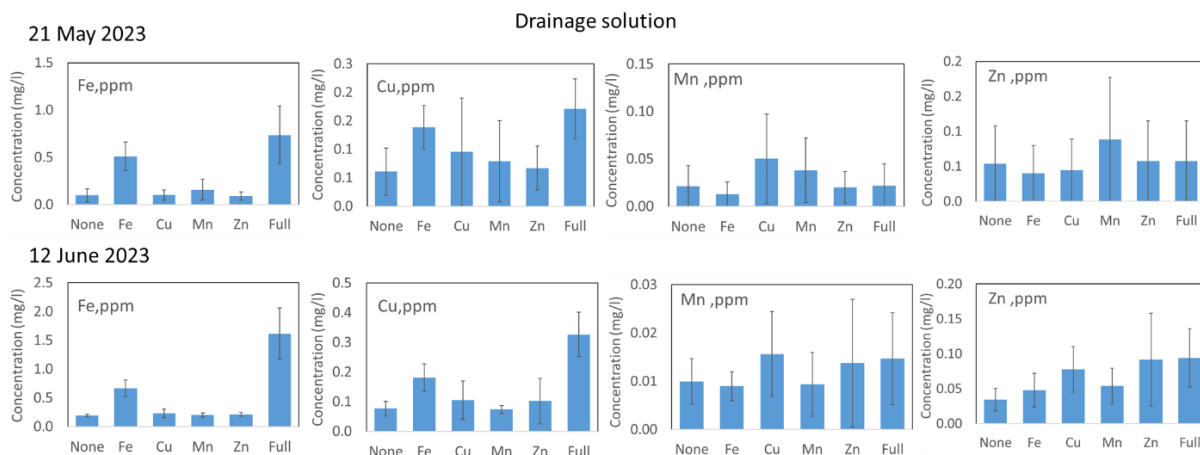 Drainage solution
21 May 2023
Concentration (mg/l)
1.5
1.0
0.5
0.0
Fe,ppm
None Fe Cu Mn Zn Full
Concentration (mg/l)
0.3
0.2
0.2
0.1
0.1
0.0
Cu,ppm
None Fe Cu Mn Zn Full
Concentration (mg/l)
0.15
0.10
0.05
0.00
Mn ,ppm
None Fe Cu Mn Zn Full
Concentration (mg/l)
0.2
0.1
0.1
0.0
Zn ,ppm
None Fe Cu Mn Zn Full
12 June 2023
Concentration (mg/l)
2.5
2.0
1.5
1.0
0.5
0.0
Fe,ppm
None Fe Cu Mn Zn Full
Concentration (mg/l)
0.5
0.4
0.3
0.2
0.1
0.0
Cu,ppm
None Fe Cu Mn Zn Full
Concentration (mg/l)
0.03
0.02
0.01
0.00
Mn ,ppm
None Fe Cu Mn Zn Full
Concentration (mg/l)
0.20
0.15
0.10
0.05
0.00
Zn ,ppm
None Fe Cu Mn Zn Full